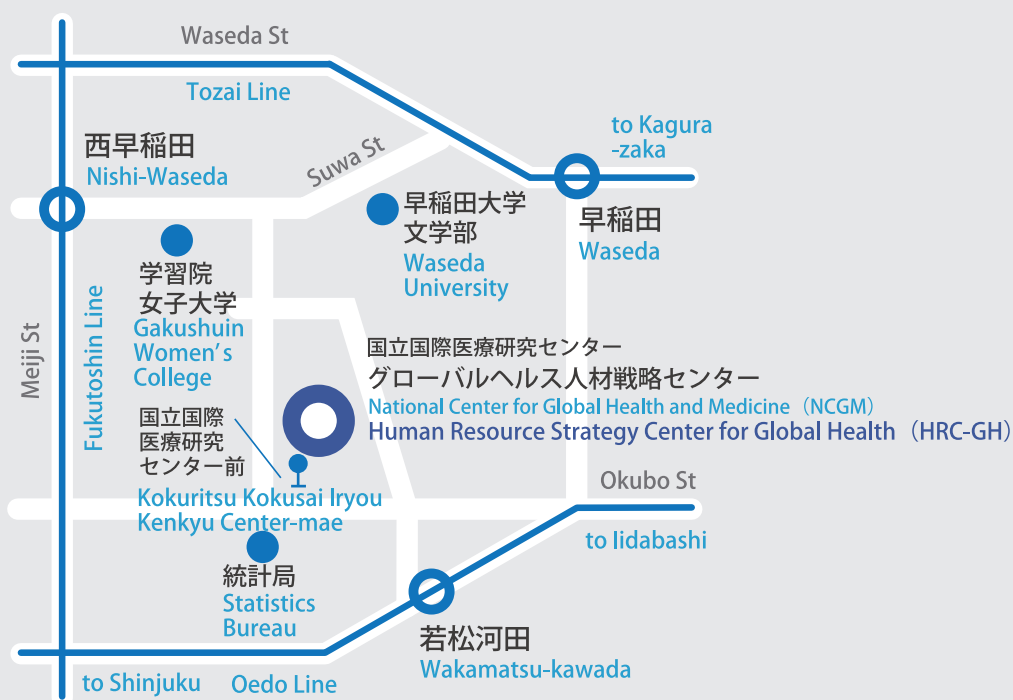 Waseda St
Tozai Line
to Kagura
-zaka
西早稲田
Nishi-Waseda
Suwa St
早稲田大学
文学部
Waseda
University
早稲田
Waseda
学習院
女子大学
Gakushuin
Women's
College
Meiji St
Fukutoshin Line
国立国際医療研究センター
グローバルヘルス人材戦略センター
National Center for Global Health and Medicine（NCGM）
Human Resource Strategy Center for Global Health（HRC-GH）
国立国際
医療研究
センター前
Kokuritsu Kokusai Iryou
Kenkyu Center-mae
Okubo St
to Iidabashi
統計局
Statistics
Bureau
若松河田
Wakamatsu-kawada
to Shinjuku
Oedo Line